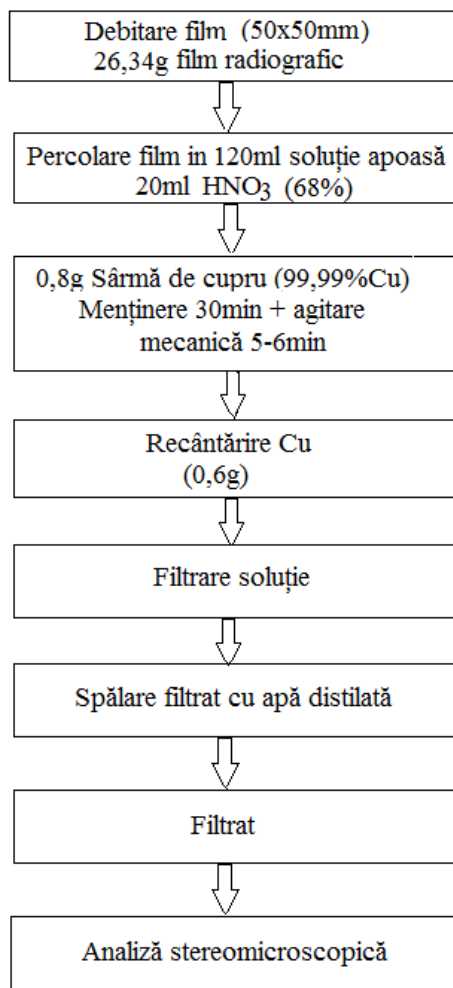 Debitare film (50x50mm)
26,34g film radiografic
Percolare film in 120ml soluție apoasă
20ml HNO₃ (68%)
0,8g Sârmă de cupru (99,99%Cu)
Menținere 30min + agitare
mecanică 5-6min
Recântărire Cu
(0,6g)
Filtrare soluție
Spălare filtrat cu apă distilată
Filtrat
Analiză stereomicroscopică